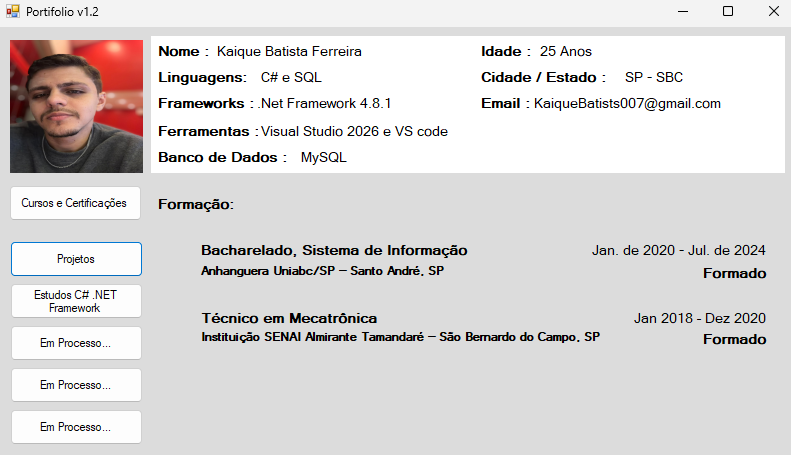 Portifolio v1.2
Nome : Kaique Batista Ferreira
Idade : 25 Anos
Linguagens: C# e SQL
Cidade / Estado : SP - SBC
Frameworks : .Net Framework 4.8.1
Email : KaiqueBatists007@gmail.com
Ferramentas : Visual Studio 2026 e VS code
Banco de Dados : MySQL
Cursos e Certificações
Projetos
Estudos C# .NET
Framework
Em Processo...
Em Processo...
Em Processo...
Formação:
Bacharelado, Sistema de Informação
Jan. de 2020 - Jul. de 2024
Anhanguera Uniabc/SP – Santo André, SP
Formado
Técnico em Mecatrônica
Jan 2018 - Dez 2020
Instituição SENAI Almirante Tamandaré – São Bernardo do Campo, SP
Formado